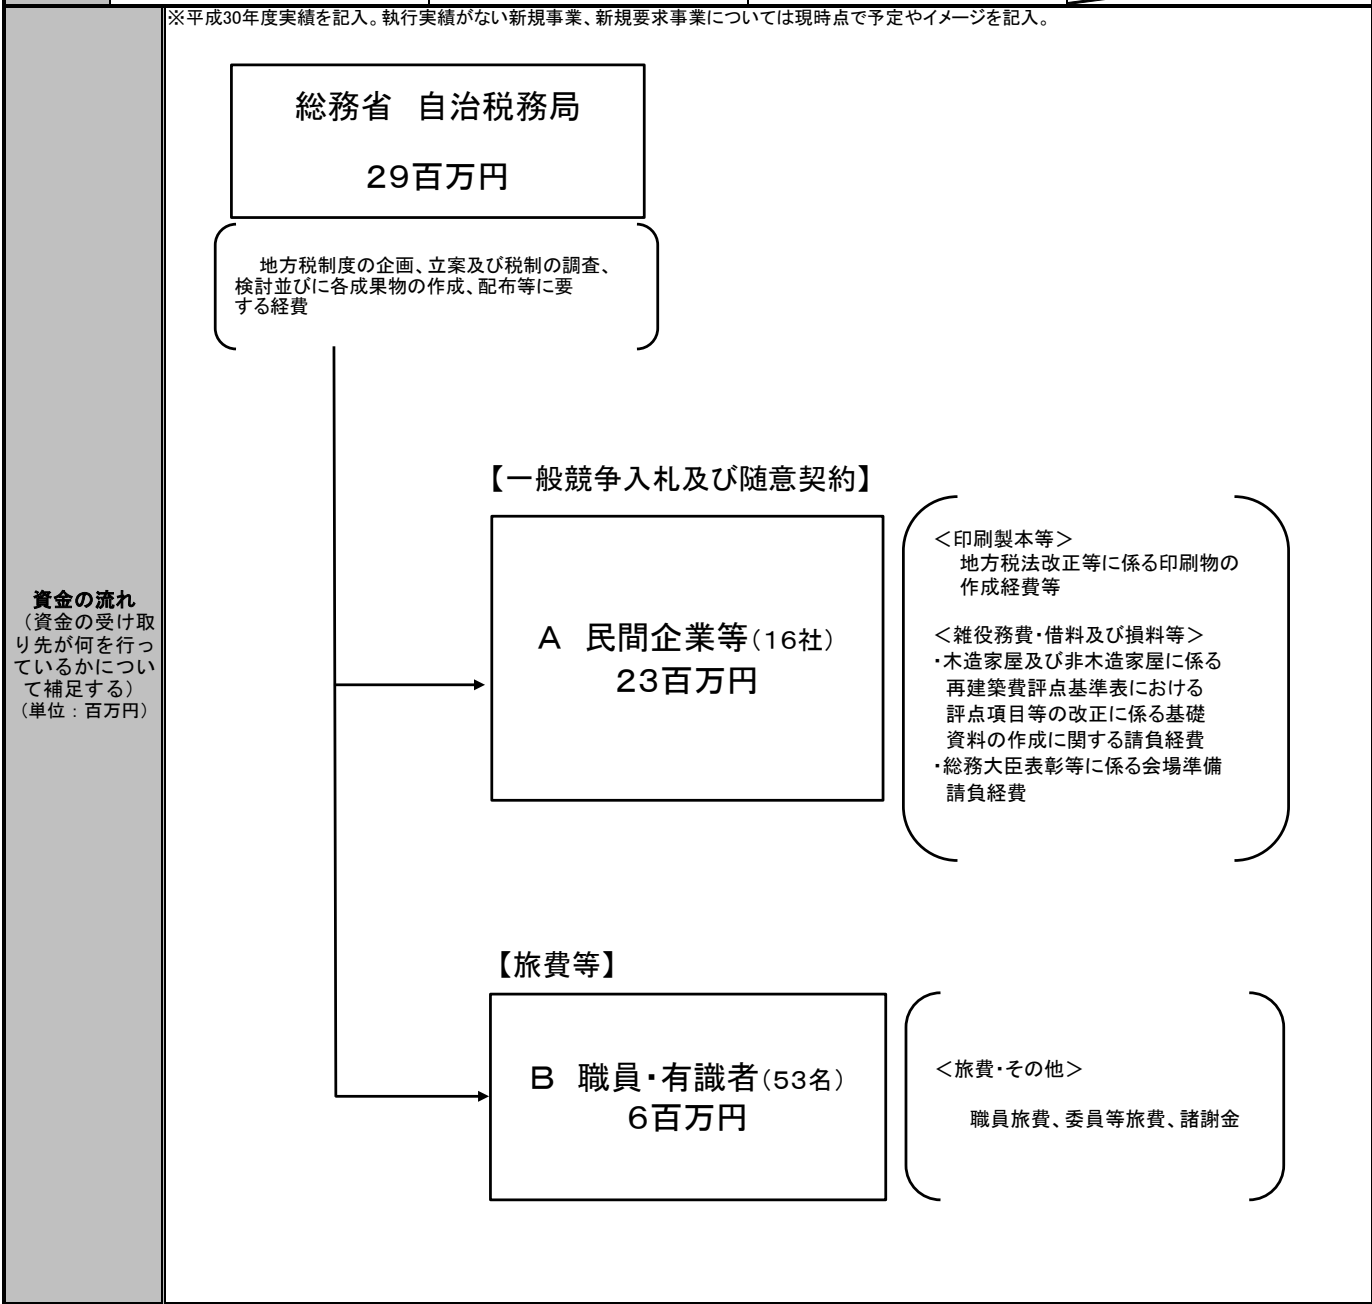 ※平成30年度実績を記入。執行実績がない新規事業、新規要求事業については現時点で予定やイメージを記入。
資金の流れ
（資金の受け取
り先が何を行っ
ているかについ
て補足する）
（単位：百万円）
総務省　自治税務局
29百万円
地方税制度の企画、立案及び税制の調査、
検討並びに各成果物の作成、配布等に要
する経費
【一般競争入札及び随意契約】
A　民間企業等（16社）
23百万円
＜印刷製本等＞
地方税法改正等に係る印刷物の
作成経費等
＜雑役務費・借料及び損料等＞
・木造家屋及び非木造家屋に係る
再建築費評点基準表における
評点項目等の改正に係る基礎
資料の作成に関する請負経費
・総務大臣表彰等に係る会場準備
請負経費
【旅費等】
B　職員・有識者（53名）
6百万円
＜旅費・その他＞
職員旅費、委員等旅費、諸謝金